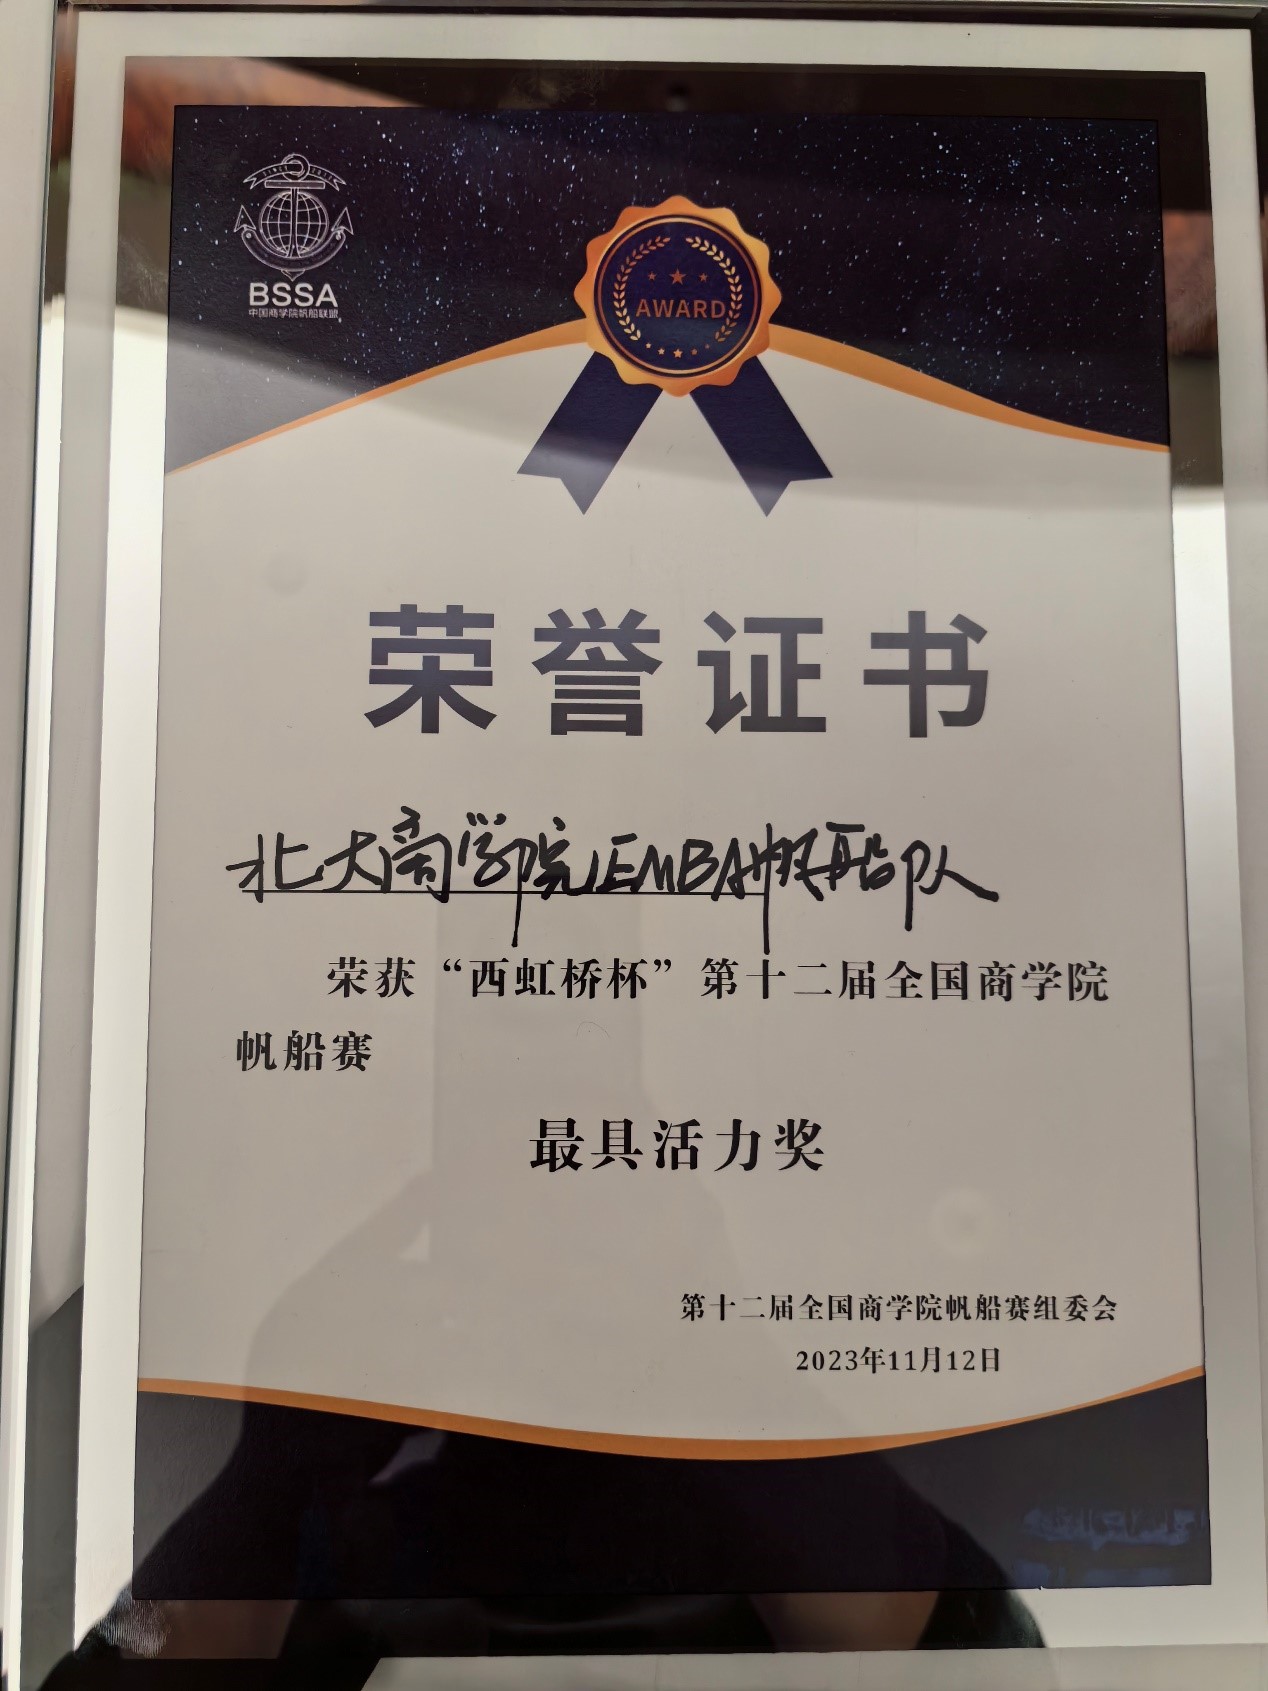 SINCE 2012
BSSA
中国商学院帆船联盟
AWARD
荣誉证书
北大商学院EMBA帆船队
荣获“西虹桥杯”第十二届全国商学院
帆船赛
最具活力奖
第十二届全国商学院帆船赛组委会
2023年11月12日